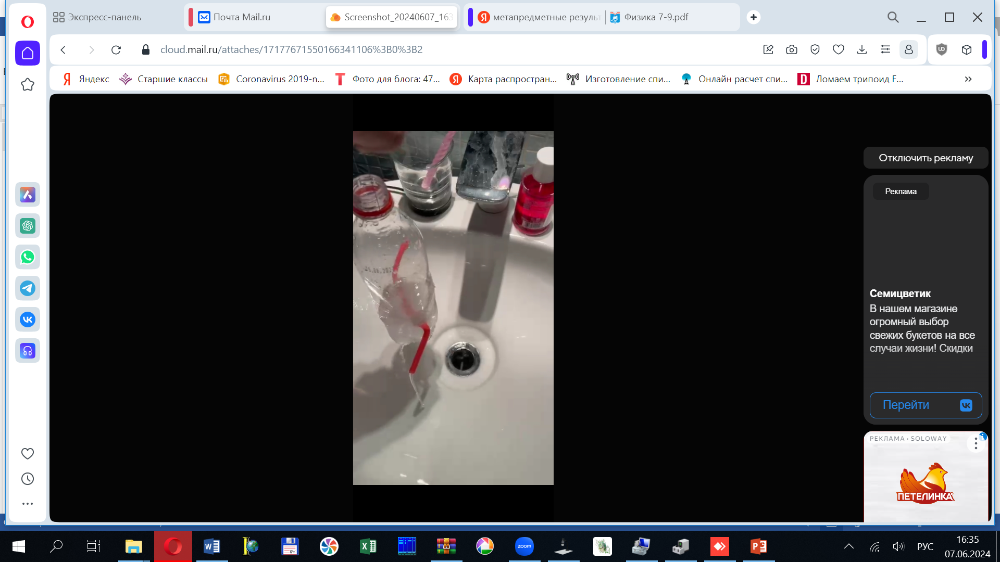 Экспресс-панель
Почта Mail.ru
Screenshot_20240607_163
метапредметные результ
Физика 7-9.pdf
cloud.mail.ru/attaches/17177671550166341106%3B0%3B2
Яндекс
Старшие классы
Coronavirus 2019-n...
Фото для блога: 47...
Карта распростран...
Изготовление спи...
Онлайн расчет спи...
Ломаем трипоид F...
Отключить рекламу
Реклама
Семицветик
В нашем магазине
огромный выбор
свежих букетов на все
случаи жизни! Скидки
Перейти
РЕКЛАМА • SOLOWAY
ПЕТЕЛИНКА
zoom
РУС
16:35
07.06.2024